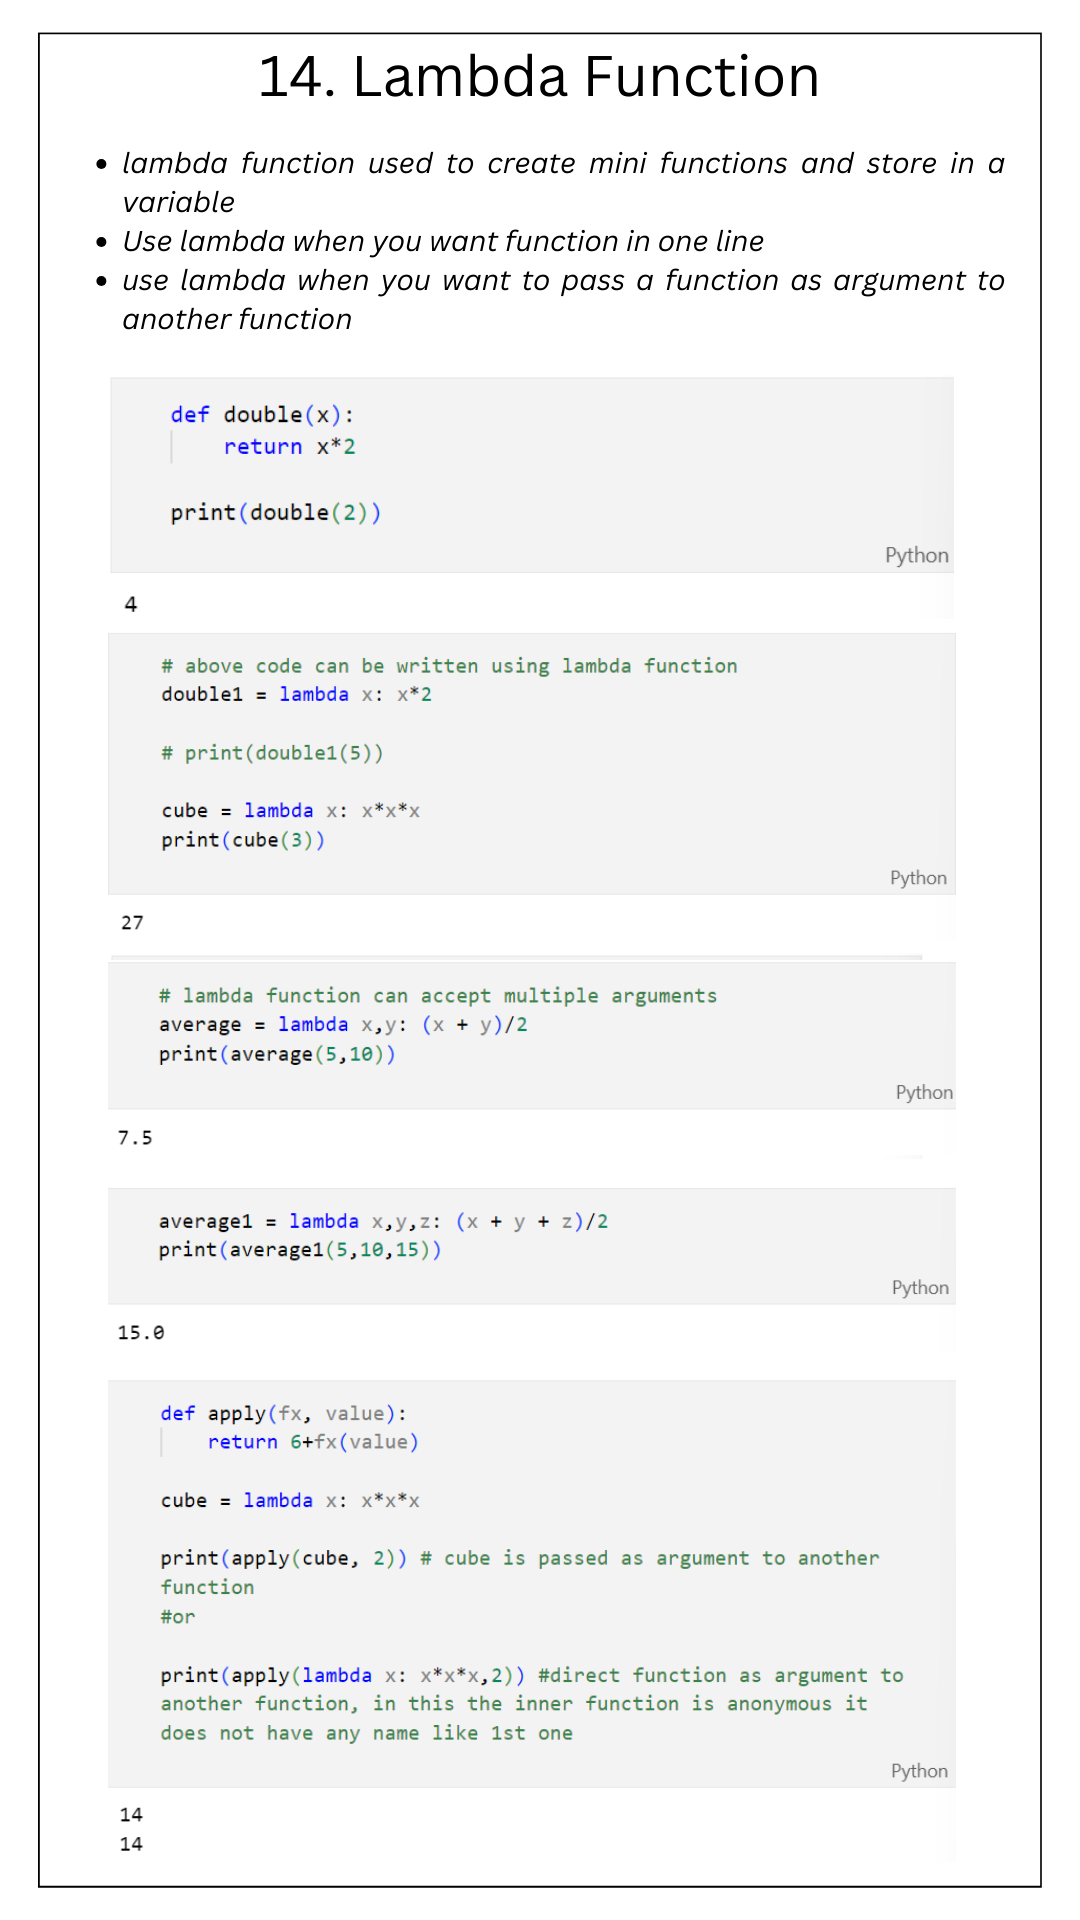 14. Lambda Function
• lambda function used to create mini functions and store in a
variable
• Use lambda when you want function in one line
• use lambda when you want to pass a function as argument to
another function
def double(x):
    return x*2
print(double(2))
Python
4
# above code can be written using lambda function
double1 = lambda x: x*2
# print(double1(5))
cube = lambda x: x*x*x
print(cube(3))
Python
27
# lambda function can accept multiple arguments
average = lambda x,y: (x + y)/2
print(average(5,10))
Python
7.5
average1 = lambda x,y,z: (x + y + z)/2
print(average1(5,10,15))
Python
15.0
def apply(fx, value):
    return 6+fx(value)
cube = lambda x: x*x*x
print(apply(cube, 2)) # cube is passed as argument to another
function
#or
print(apply(lambda x: x*x*x,2)) #direct function as argument to
another function, in this the inner function is anonymous it
does not have any name like 1st one
Python
14
14